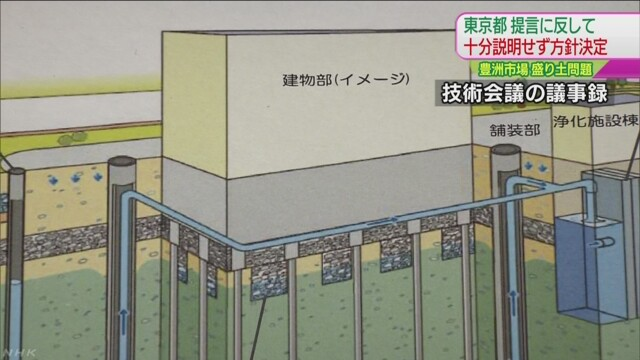 東京都 提言に反して
十分説明せず方針決定
豊洲市場 盛り土問題
技術会議の議事録
建物部(イメージ)
舗装部
浄化施設棟
NHK